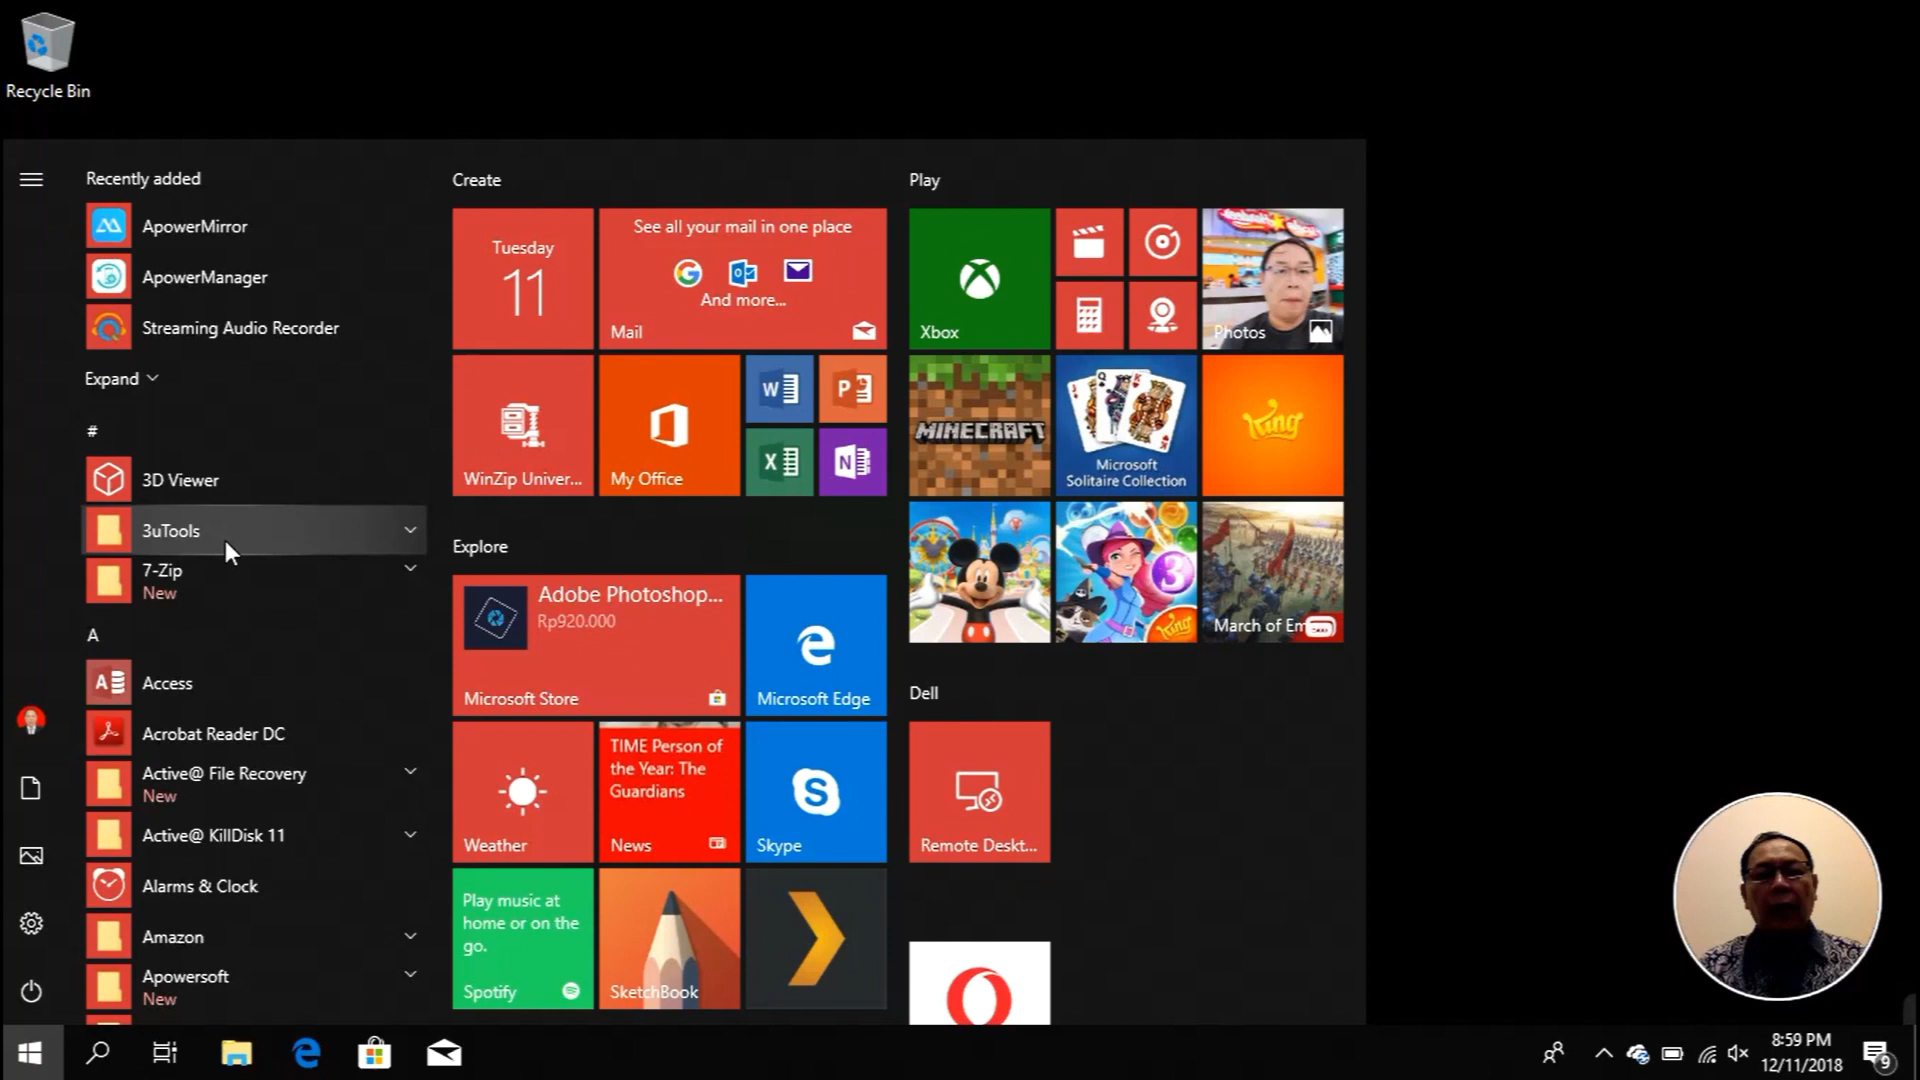 Recycle Bin
Recently added
ApowerMirror
ApowerManager
Streaming Audio Recorder
Expand
#
3D Viewer
3uTools
7-Zip
New
A
Access
Acrobat Reader DC
Active@ File Recovery
New
Active@ KillDisk 11
Alarms & Clock
Amazon
Apowersoft
New
Create
Tuesday
11
See all your mail in one place
And more...
Mail
WinZip Univer...
My Office
Explore
Adobe Photoshop...
Rp920.000
Microsoft Store
Microsoft Edge
Weather
TIME Person of
the Year: The
Guardians
News
Skype
Play music at
home or on the
go.
Spotify
SketchBook
Play
Xbox
Photos
MINECRAFT
Microsoft
Solitaire Collection
King
3
King
March of Em
Dell
Remote Deskt...
8:59 PM
12/11/2018
9